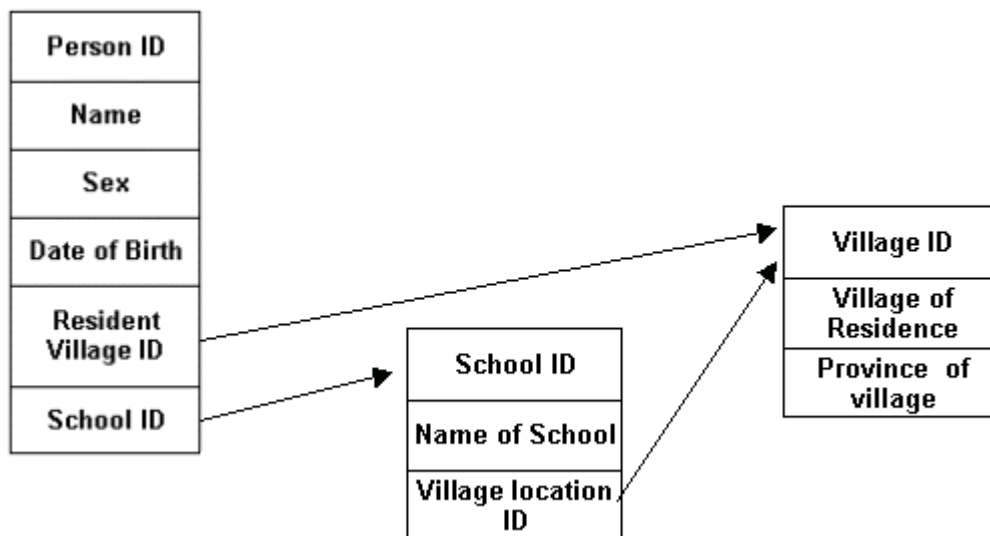 Person ID
Name
Sex
Date of Birth
Resident
Village ID
School ID
School ID
Name of School
Village location
ID
Village ID
Village of
Residence
Province of
village